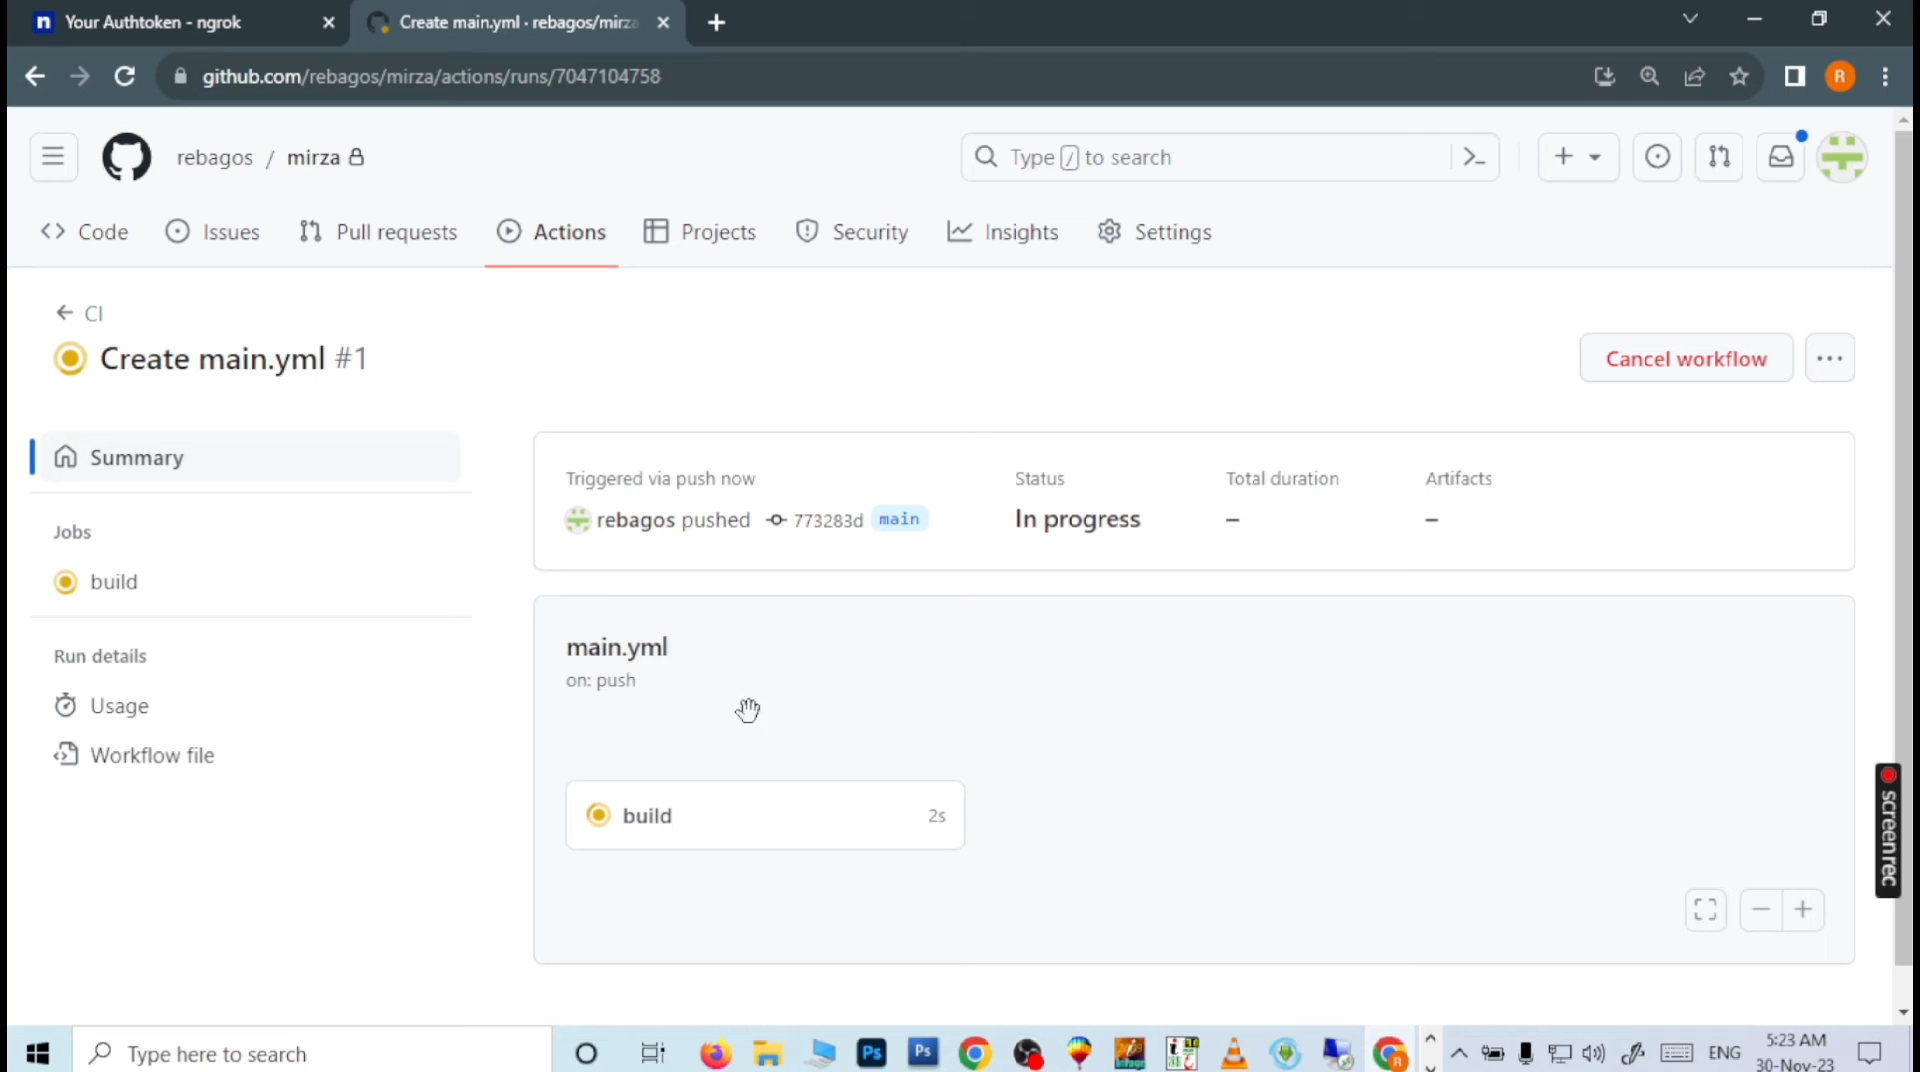 Your Authtoken - ngrok
Create main.yml · rebagos/mirza
github.com/rebagos/mirza/actions/runs/7047104758
R
rebagos / mirza
Type / to search
Code
Issues
Pull requests
Actions
Projects
Security
Insights
Settings
CI
Create main.yml #1
Cancel workflow
Summary
Jobs
build
Run details
Usage
Workflow file
Triggered via push now
rebagos pushed 773283d main
Status
In progress
Total duration
–
Artifacts
–
main.yml
on: push
build 2s
screenrec
Type here to search
Ps
Ps
ENG
5:23 AM
30-Nov-23